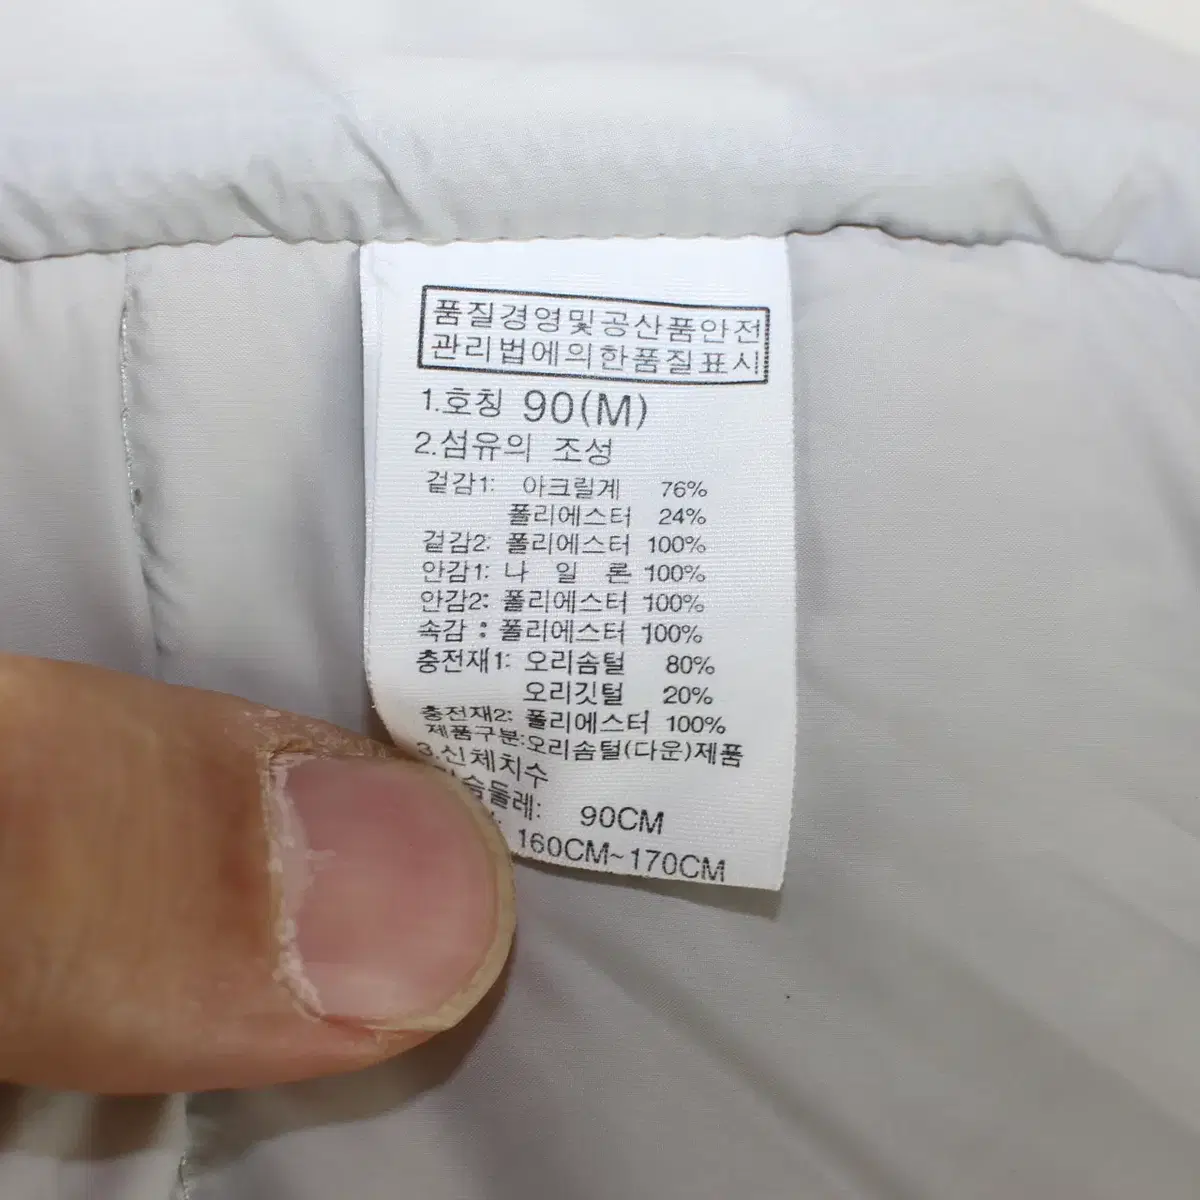 품질경영및공산품안전
관리법에의한품질표시
1.호칭 90(M)
2.섬유의 조성
겉감1: 아크릴계 76%
폴리에스터 24%
겉감2: 폴리에스터 100%
안감1: 나 일 론 100%
안감2: 폴리에스터 100%
속감 : 폴리에스터 100%
충전재1: 오리솜털 80%
오리깃털 20%
충전재2: 폴리에스터 100%
제품구분:오리솜털(다운)제품
3.신체치수
90CM
160CM~170CM